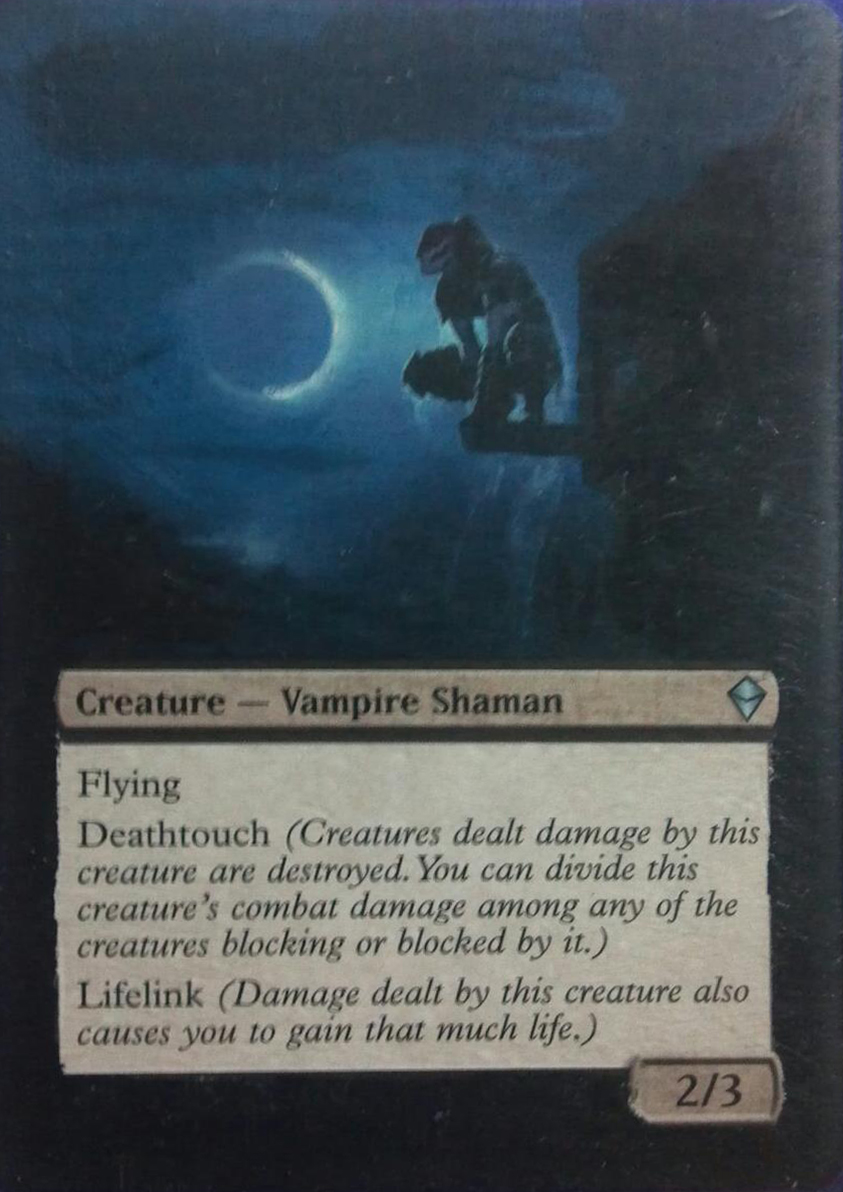 Creature — Vampire Shaman
Flying
Deathtouch (Creatures dealt damage by this
creature are destroyed. You can divide this
creature's combat damage among any of the
creatures blocking or blocked by it.)
Lifelink (Damage dealt by this creature also
causes you to gain that much life.)
2/3